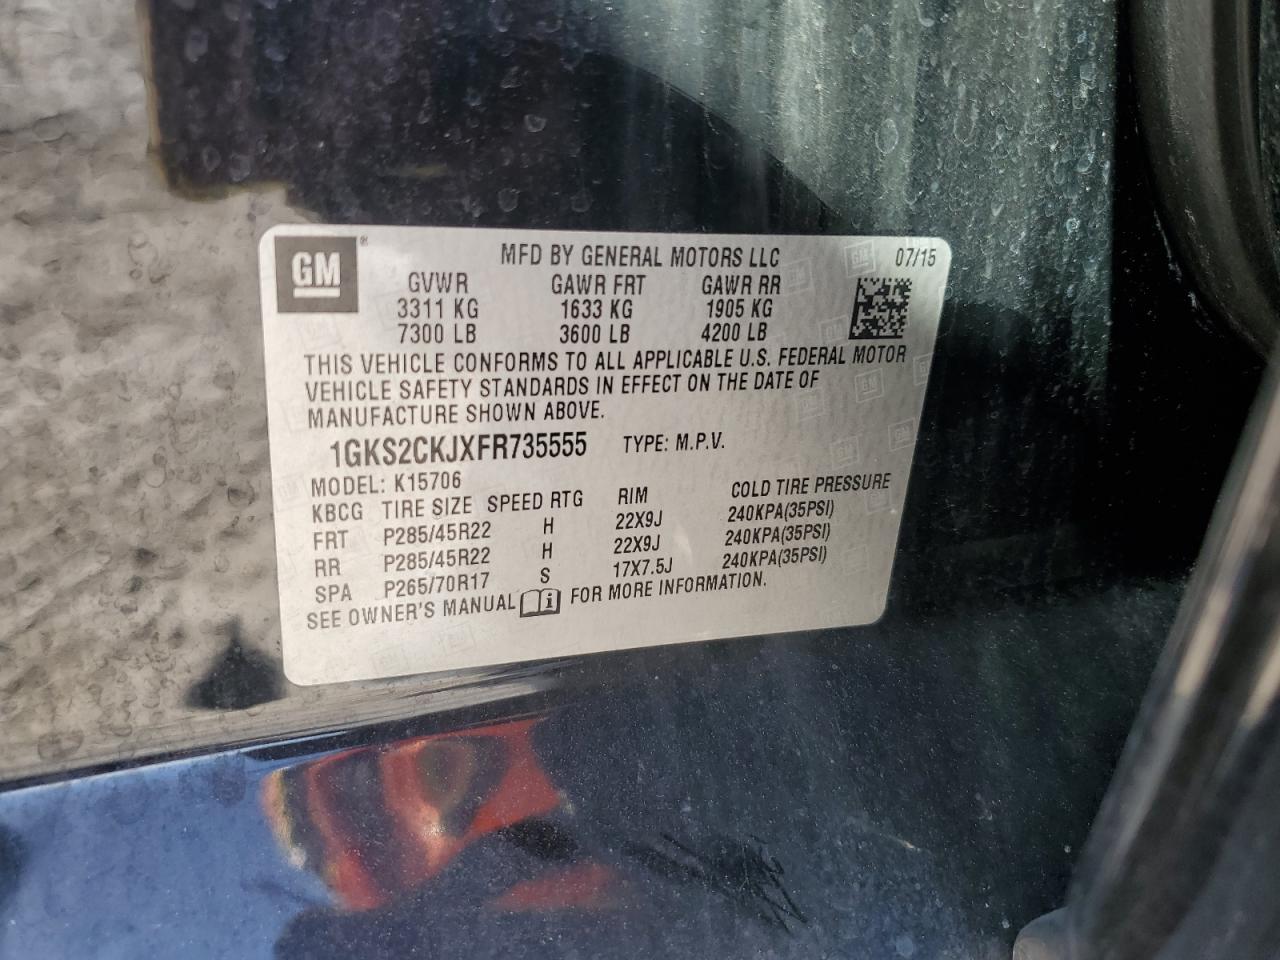 GM
MFD BY GENERAL MOTORS LLC 07/15
GVWR GAWR FRT GAWR RR
3311 KG 1633 KG 1905 KG
7300 LB 3600 LB 4200 LB
THIS VEHICLE CONFORMS TO ALL APPLICABLE U.S. FEDERAL MOTOR
VEHICLE SAFETY STANDARDS IN EFFECT ON THE DATE OF
MANUFACTURE SHOWN ABOVE.
1GKS2CKJXFR735555 TYPE: M.P.V.
MODEL: K15706
KBCG TIRE SIZE SPEED RTG RIM COLD TIRE PRESSURE
FRT P285/45R22 H 22X9J 240KPA(35PSI)
RR P285/45R22 H 22X9J 240KPA(35PSI)
SPA P265/70R17 S 17X7.5J 240KPA(35PSI)
SEE OWNER'S MANUAL FOR MORE INFORMATION.